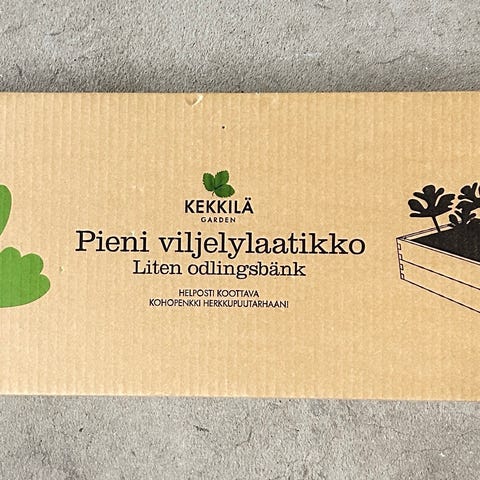 KEKKILÄ
GARDEN
Pieni viljelylaatikko
Liten odlingsbänk
HELPOSTI KOOTTAVA
KOHOPENKKI HERKKUPUUTARHAAN!